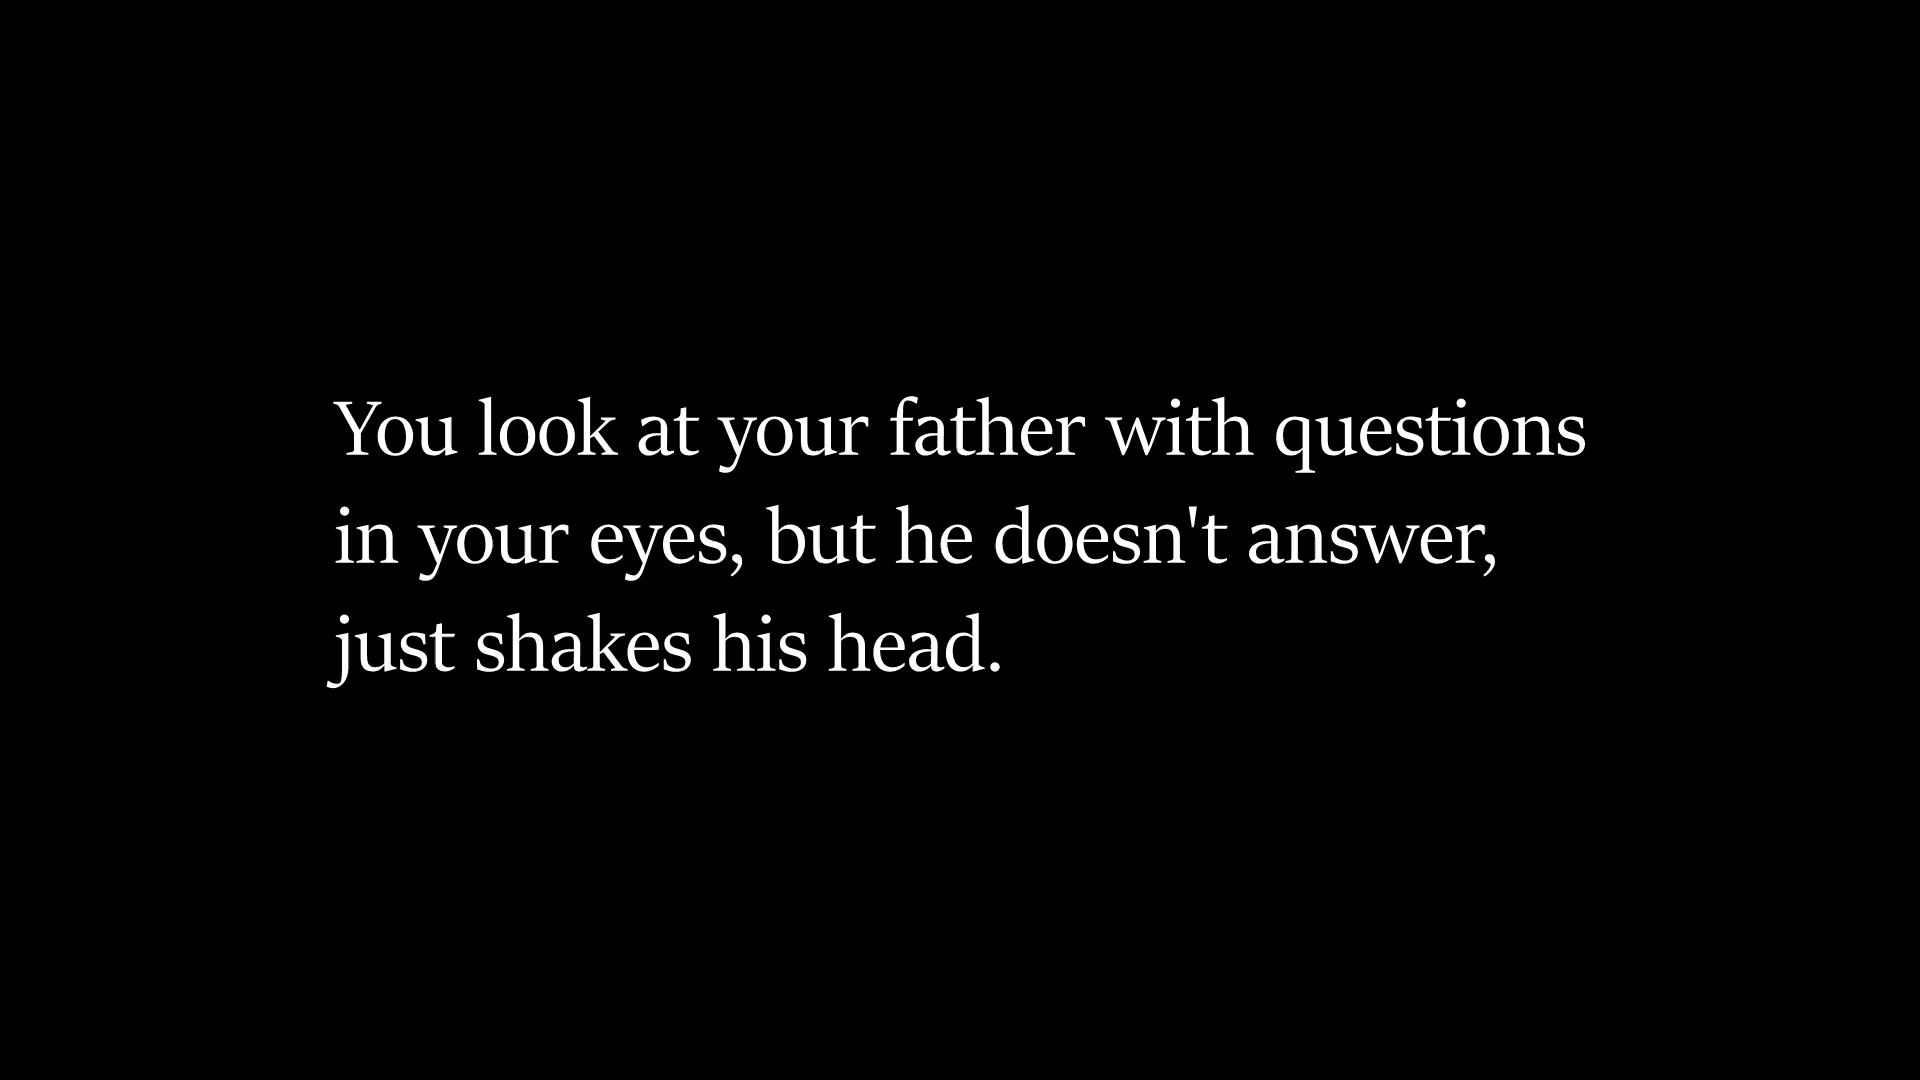 You look at your father with questions
in your eyes, but he doesn't answer,
just shakes his head.